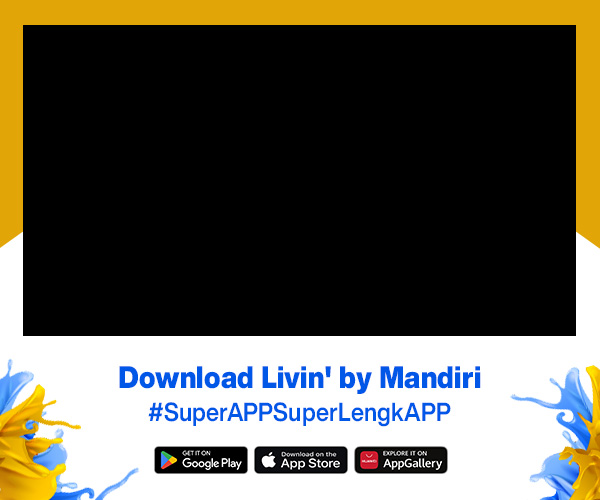 Download Livin' by Mandiri
#SuperAPPSuperLengkAPP
GET IT ON
Google Play
Download on the
App Store
EXPLORE IT ON
AppGallery